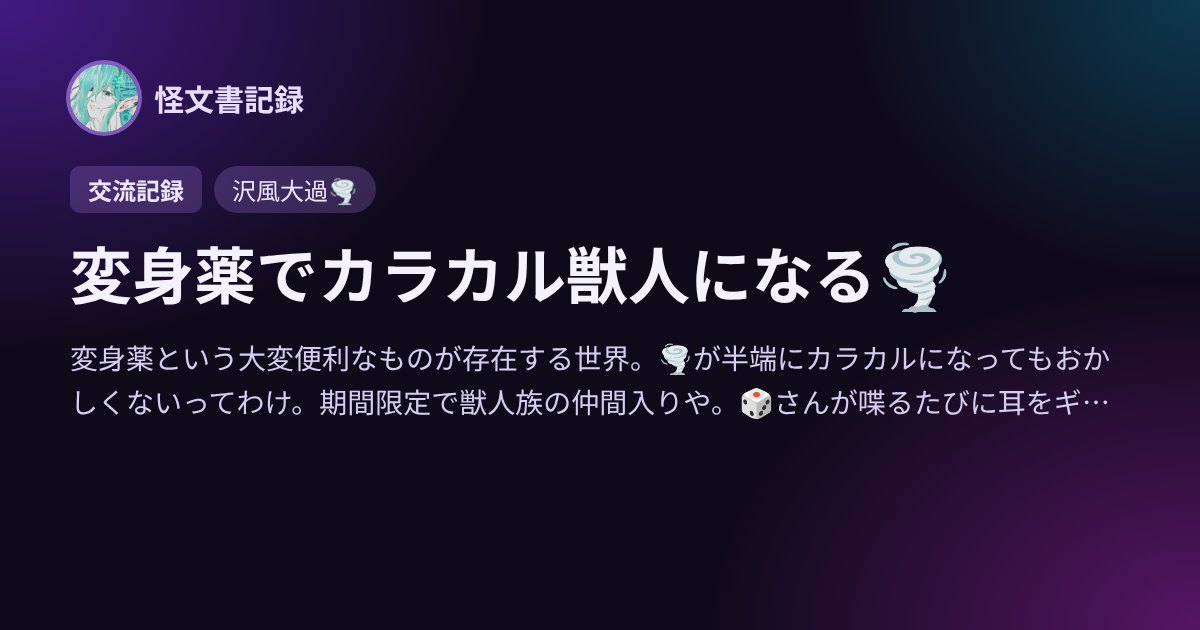 怪文書記録
交流記録
沢風大過🌪️
変身薬でカラカル獣人になる🌪️
変身薬という大変便利なものが存在する世界。🌪️が半端にカラカルになってもおか
しくないってわけ。期間限定で獣人族の仲間入りや。🎲さんが喋るたびに耳をギ…